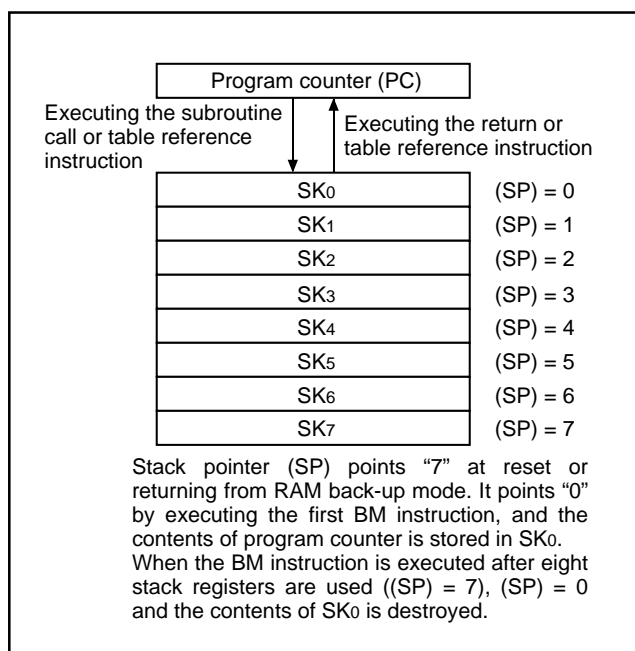 Program counter (PC)
Executing the subroutine
call or table reference
instruction
Executing the return or
table reference instruction
SK0 (SP) = 0
SK1 (SP) = 1
SK2 (SP) = 2
SK3 (SP) = 3
SK4 (SP) = 4
SK5 (SP) = 5
SK6 (SP) = 6
SK7 (SP) = 7
Stack pointer (SP) points “7” at reset or
returning from RAM back-up mode. It points “0”
by executing the first BM instruction, and the
contents of program counter is stored in SK0.
When the BM instruction is executed after eight
stack registers are used ((SP) = 7), (SP) = 0
and the contents of SK0 is destroyed.